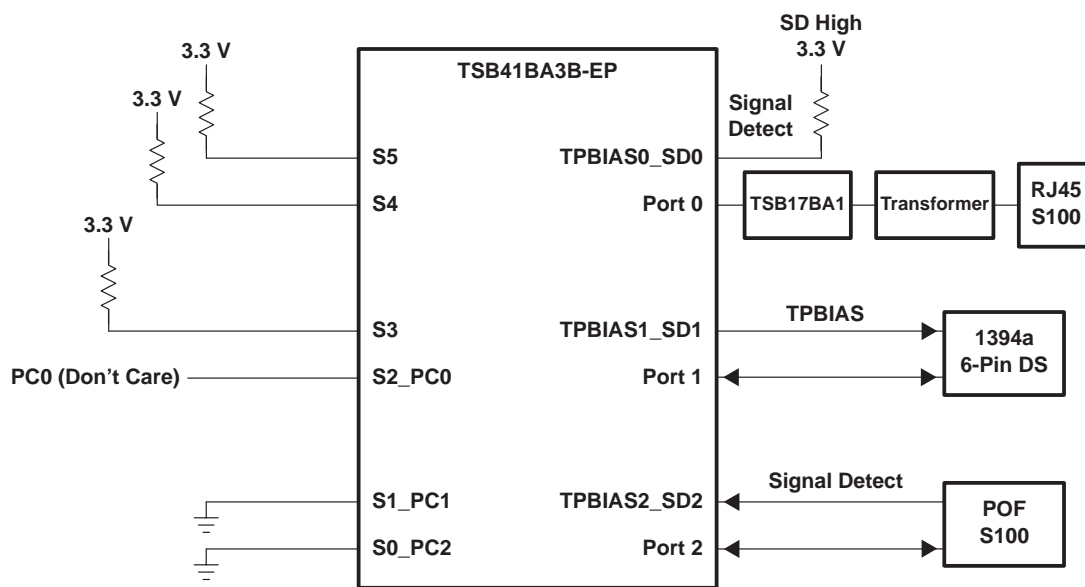 SD High
3.3 V
3.3 V
TSB41BA3B-EP
3.3 V
Signal
Detect
S5
TPBIAS0_SD0
S4
Port 0
TSB17BA1
Transformer
RJ45
S100
3.3 V
S3
TPBIAS1_SD1
TPBIAS
1394a
6-Pin DS
PC0 (Don't Care)
S2_PC0
Port 1
S1_PC1
TPBIAS2_SD2
Signal Detect
POF
S100
S0_PC2
Port 2